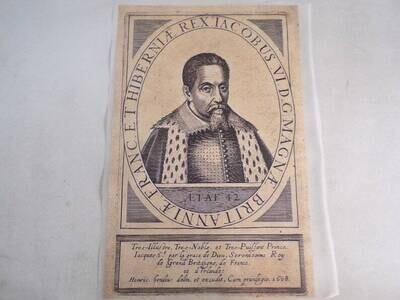 IACOBUS VI D.G. MAGNÆ BRITANNIÆ FRANC. ET HIBERNIÆ REX
ÆTAT 42
Tres-Illustre, Tres-Noble, et Tres-Puissant Prince,
Iacques 6.e par la grace de Dieu, Serenissime Roy
de la grand Bretaigne, de France,
et d'Irlande.
Henric. hondius delin. et excudit, Cum privilegio, 1608.